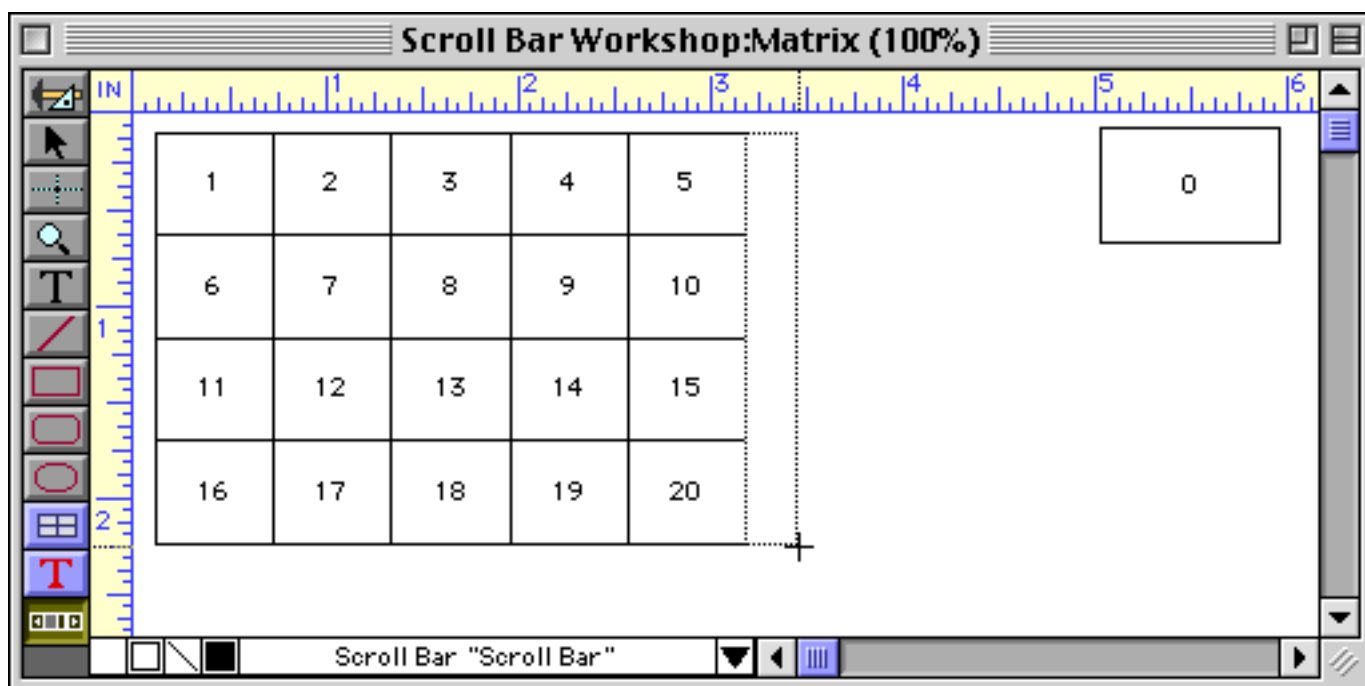 Scroll Bar Workshop:Matrix (100%)
IN 1 2 3 4 5 6
1 2 3 4 5 0
6 7 8 9 10
T
1
11 12 13 14 15
16 17 18 19 20
2
T
Scroll Bar "Scroll Bar"